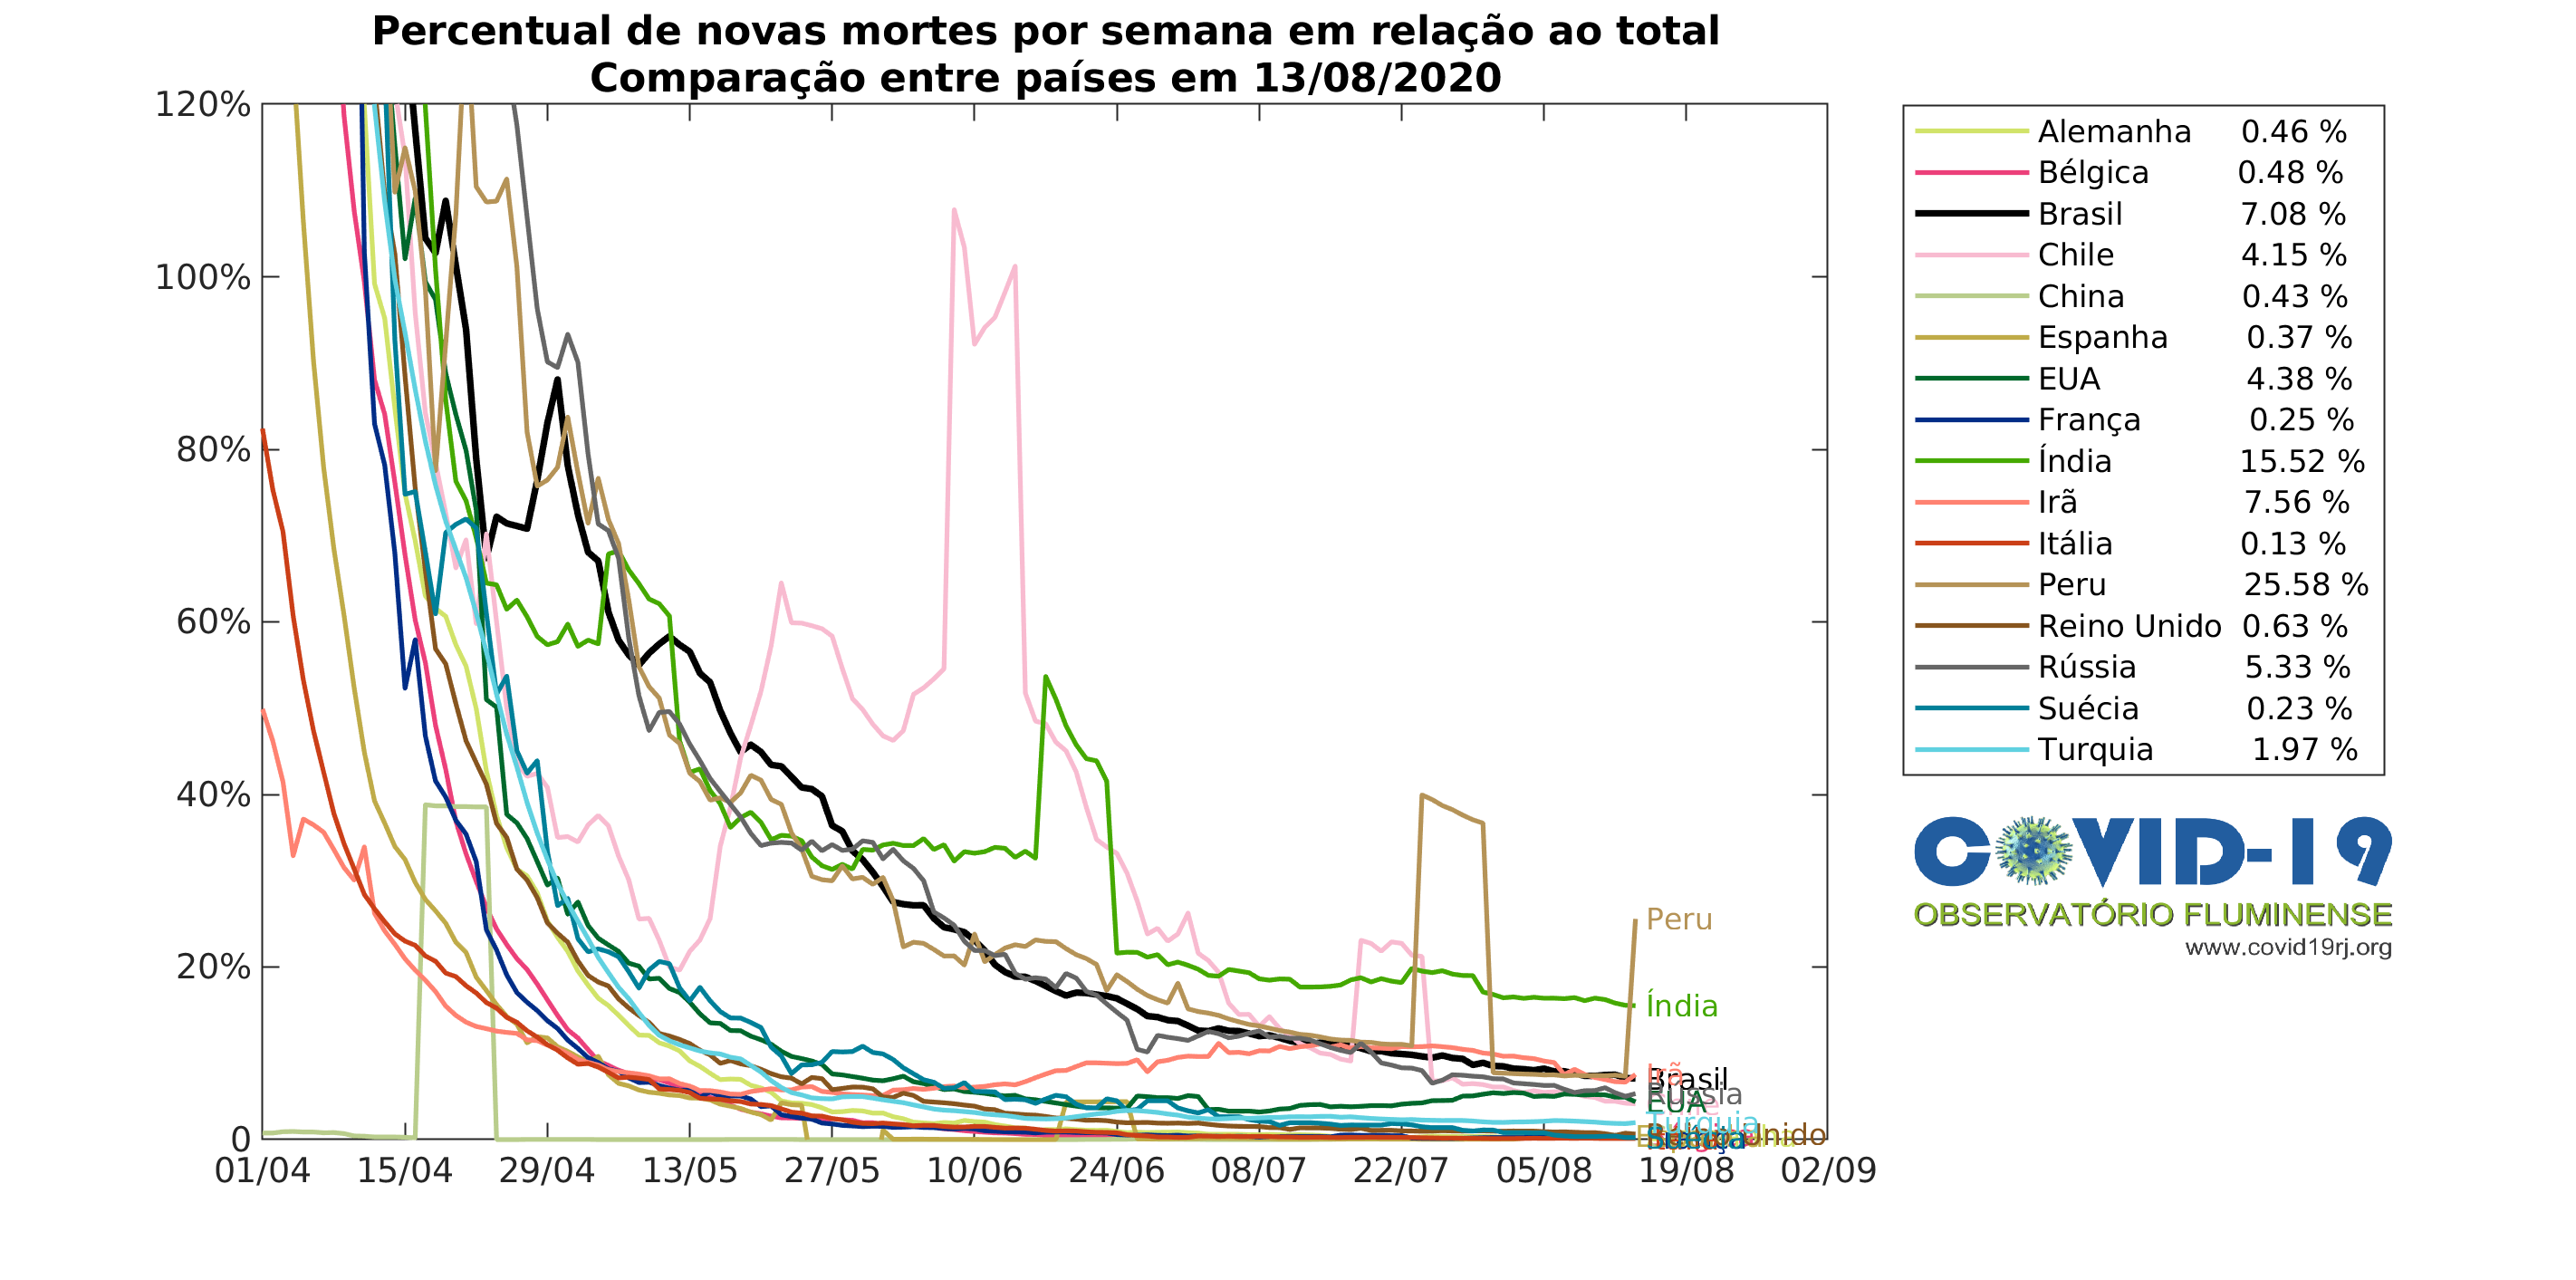 Percentual de novas mortes por semana em relação ao total
Comparação entre países em 13/08/2020
120%
100%
80%
60%
40%
20%
0
01/04 15/04 29/04 13/05 27/05 10/06 24/06 08/07 22/07 05/08 19/08 02/09
Peru
Índia
Irã
Brasil
Rússia
EUA
Turquia
Alemanha 0.46 %
Bélgica 0.48 %
Brasil 7.08 %
Chile 4.15 %
China 0.43 %
Espanha 0.37 %
EUA 4.38 %
França 0.25 %
Índia 15.52 %
Irã 7.56 %
Itália 0.13 %
Peru 25.58 %
Reino Unido 0.63 %
Rússia 5.33 %
Suécia 0.23 %
Turquia 1.97 %
COVID-19
OBSERVATÓRIO FLUMINENSE
www.covid19rj.org